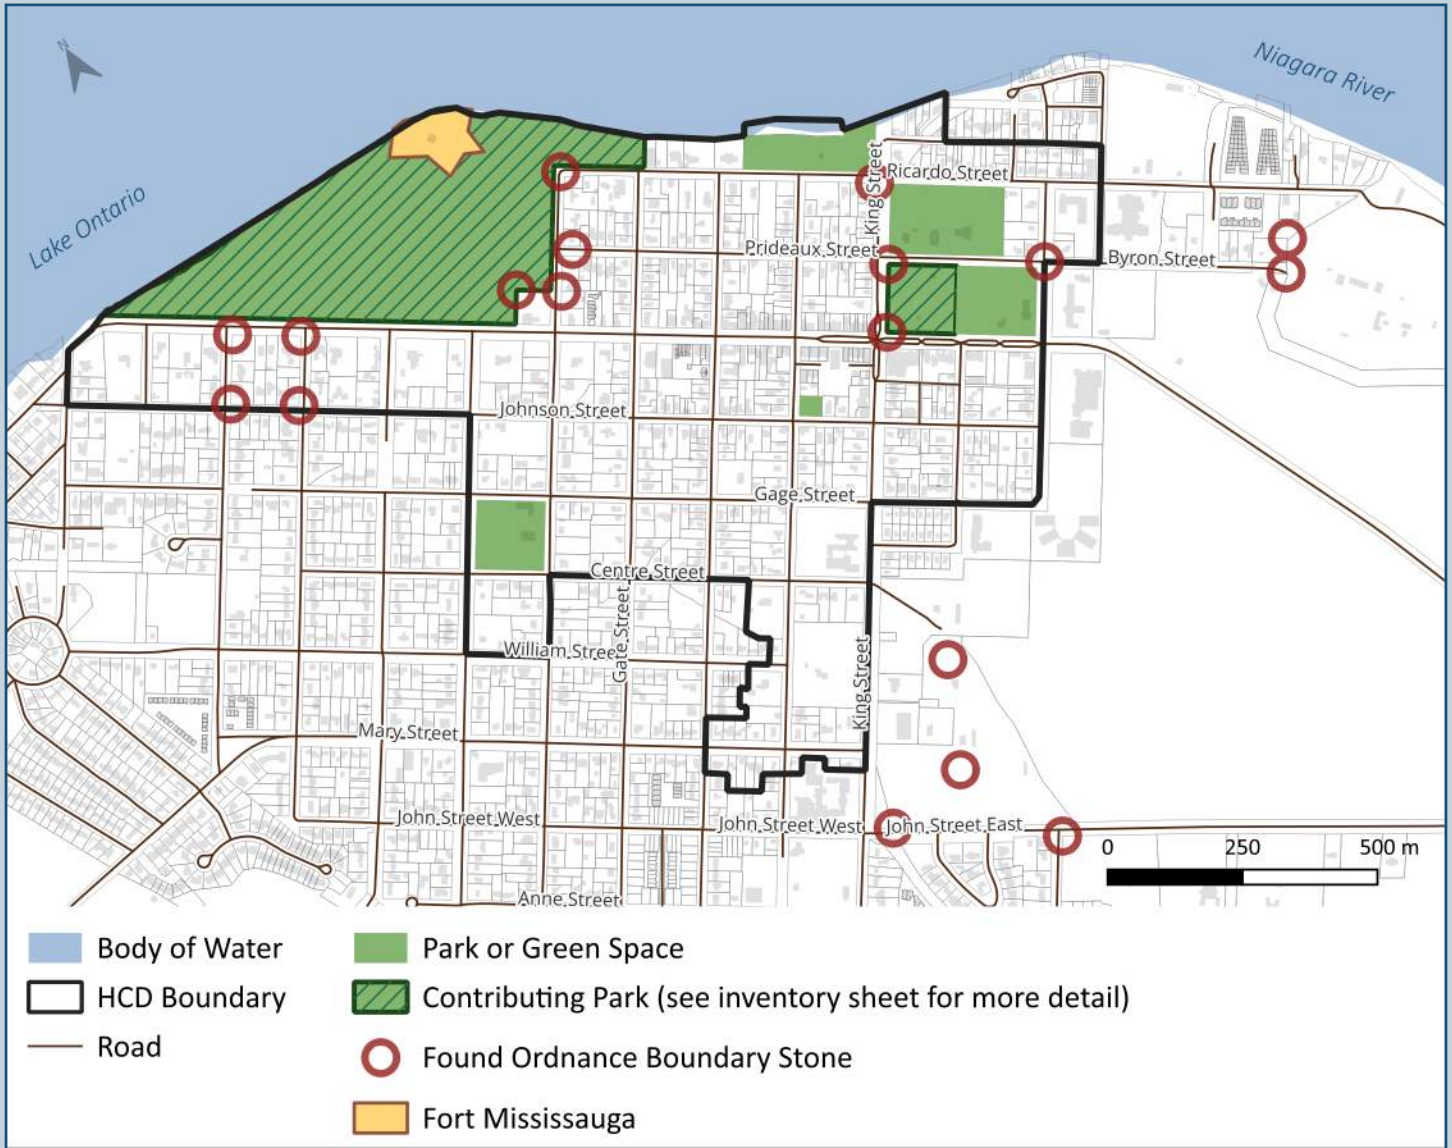 N
Niagara River
Lake Ontario
King Street
Ricardo Street
Prideaux Street
Byron Street
Johnson Street
Gage Street
Centre Street
Gate Street
William Stree
King Street
Mary Street
John Street West
John Street West
John Street East
0 250 500 m
Anne Street
Body of Water
Park or Green Space
HCD Boundary
Contributing Park (see inventory sheet for more detail)
Road
Found Ordnance Boundary Stone
Fort Mississauga